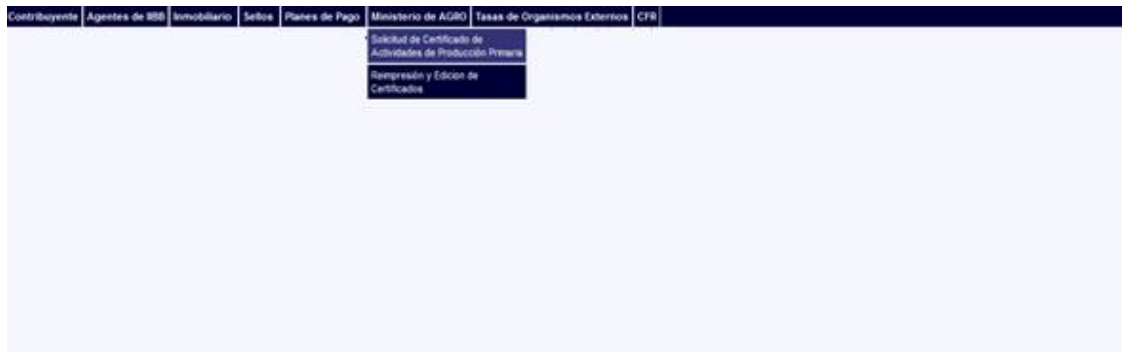 Contribuyente Agentes de IIBB Inmobiliario Sellos Planes de Pago Ministerio de AGRO Tasas de Organismos Externos CFR
Solicitud de Certificado de
Actividades de Producción Primaria
Reimpresión y Edicion de
Certificados